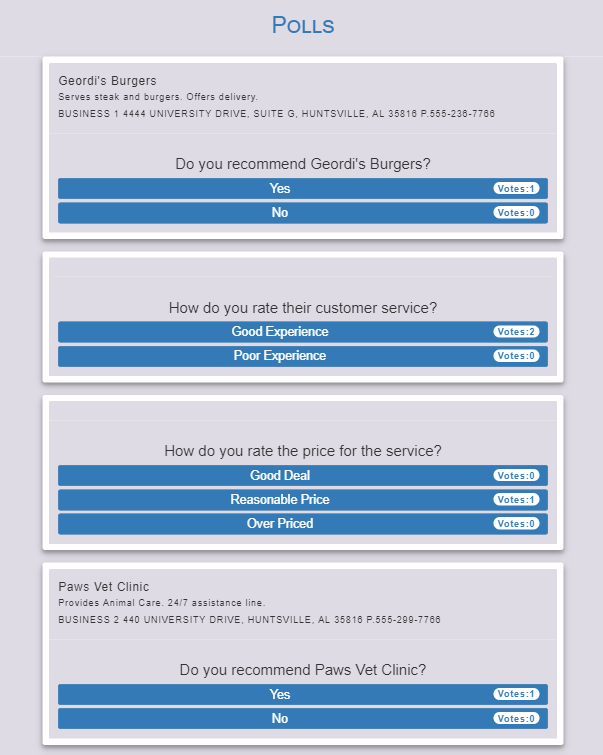 Polls
Geordi's Burgers
Serves steak and burgers. Offers delivery.
BUSINESS 1 4444 UNIVERSITY DRIVE, SUITE G, HUNTSVILLE, AL 35816 P.555-236-7766
Do you recommend Geordi's Burgers?
Yes Votes:1
No Votes:0
How do you rate their customer service?
Good Experience Votes:2
Poor Experience Votes:0
How do you rate the price for the service?
Good Deal Votes:0
Reasonable Price Votes:1
Over Priced Votes:0
Paws Vet Clinic
Provides Animal Care. 24/7 assistance line.
BUSINESS 2 440 UNIVERSITY DRIVE, HUNTSVILLE, AL 35816 P.555-299-7766
Do you recommend Paws Vet Clinic?
Yes Votes:1
No Votes:0